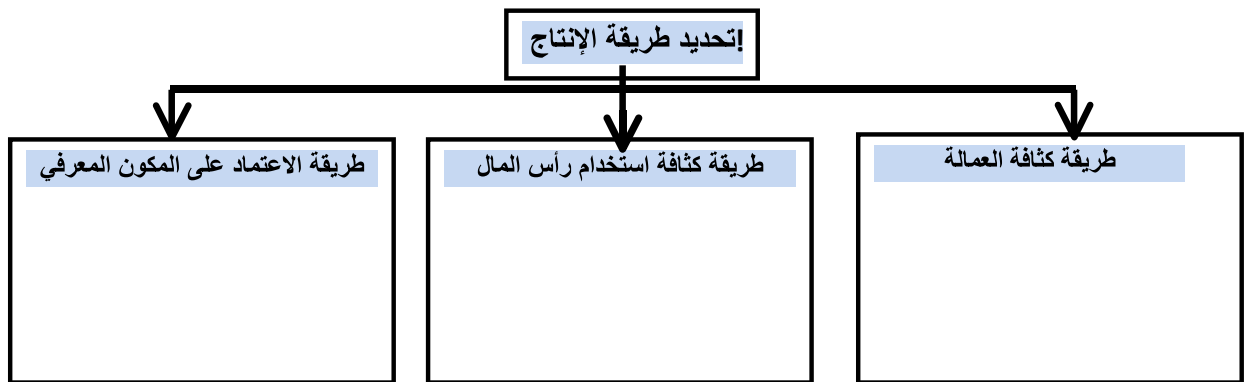 تحديد طريقة الإنتاج!
طريقة كثافة العمالة
طريقة كثافة استخدام رأس المال
طريقة الاعتماد على المكون المعرفي